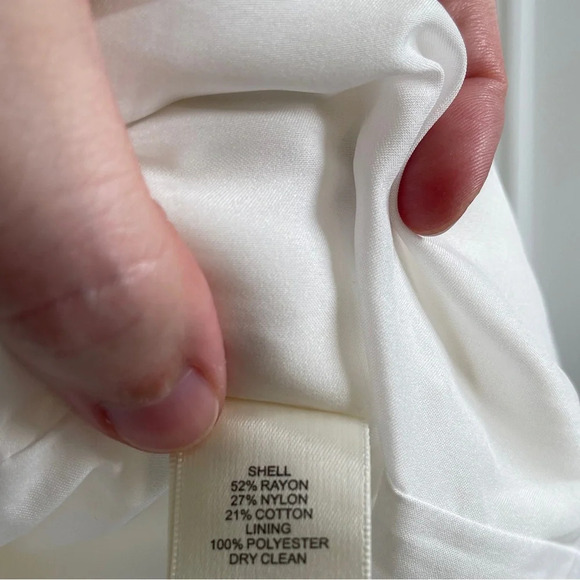 SHELL
52% RAYON
27% NYLON
21% COTTON
LINING
100% POLYESTER
DRY CLEAN